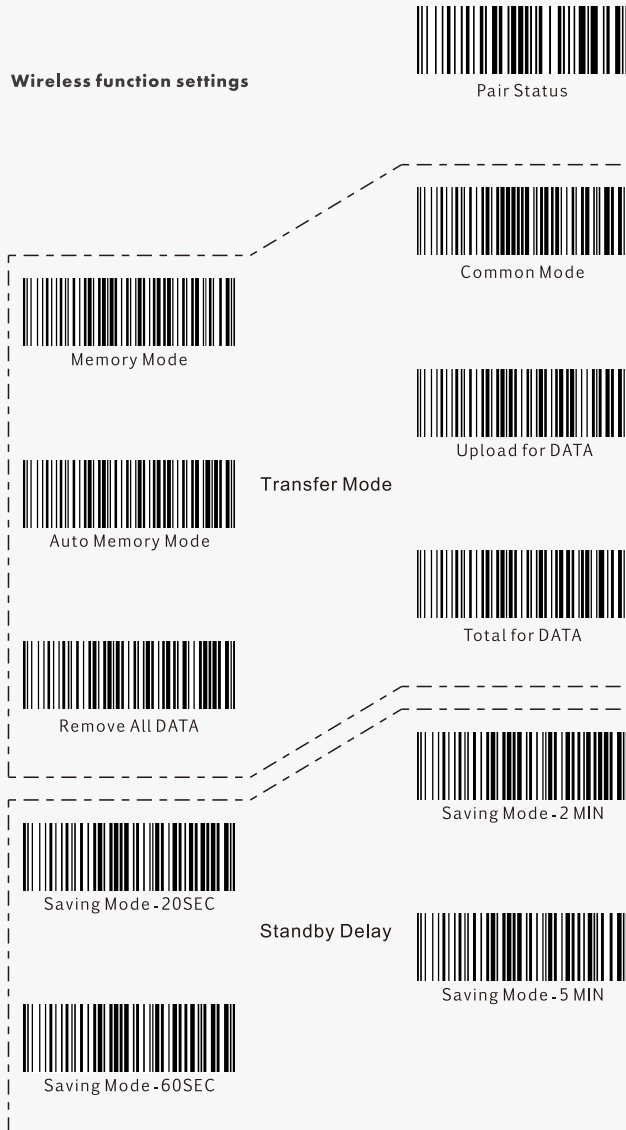 Wireless function settings
Pair Status
Common Mode
Memory Mode
Upload for DATA
Transfer Mode
Auto Memory Mode
Total for DATA
Remove All DATA
Saving Mode-2 MIN
Saving Mode-20SEC
Standby Delay
Saving Mode-5 MIN
Saving Mode-60SEC